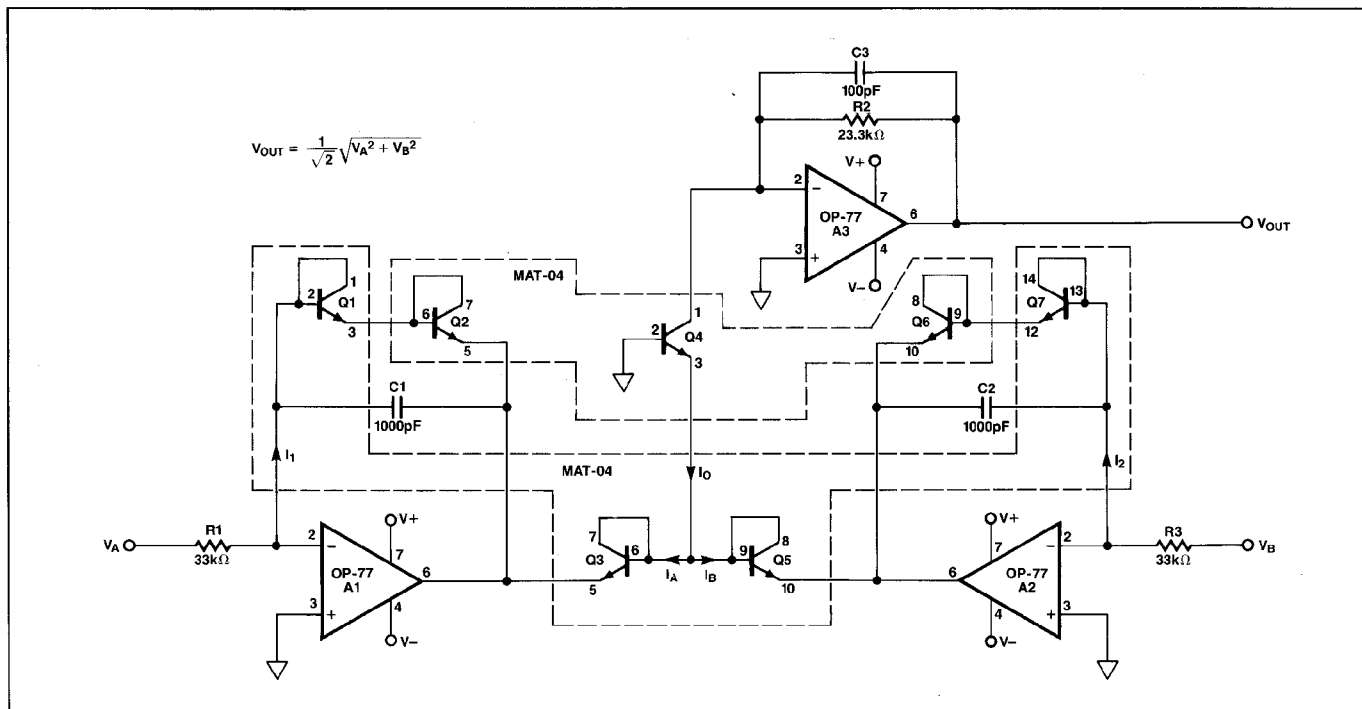 C3
100pF
R2
23.3kΩ
V_OUT = 1/√2 √V_A² + V_B²
V+
2
−
7
OP-77
A3
6
V_OUT
3
+
4
V−
MAT-04
1
2
Q1
3
7
6
Q2
5
1
2
Q4
3
8
9
Q6
10
14
13
Q7
12
C1
1000pF
C2
1000pF
I_1
MAT-04
I_O
I_2
V_A
R1
33kΩ
2
−
V+
7
OP-77
A1
6
3
+
4
V−
7
6
Q3
5
I_A
I_B
8
9
Q5
10
V+
7
−
2
6
OP-77
A2
4
+
3
V−
R3
33kΩ
V_B